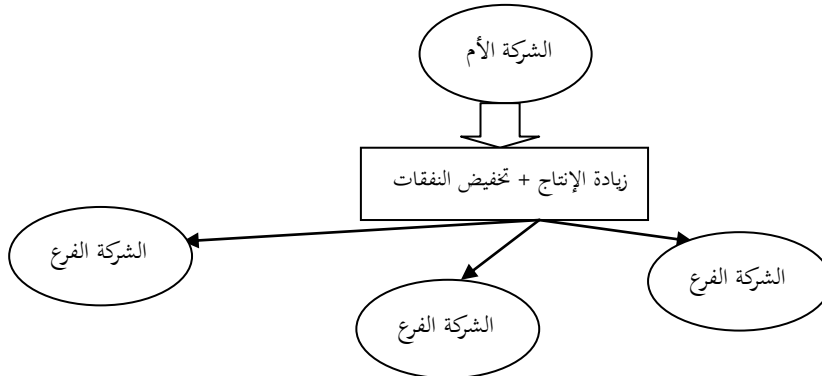 الشركة الأم
زيادة الإنتاج + تخفيض النفقات
الشركة الفرع
الشركة الفرع
الشركة الفرع